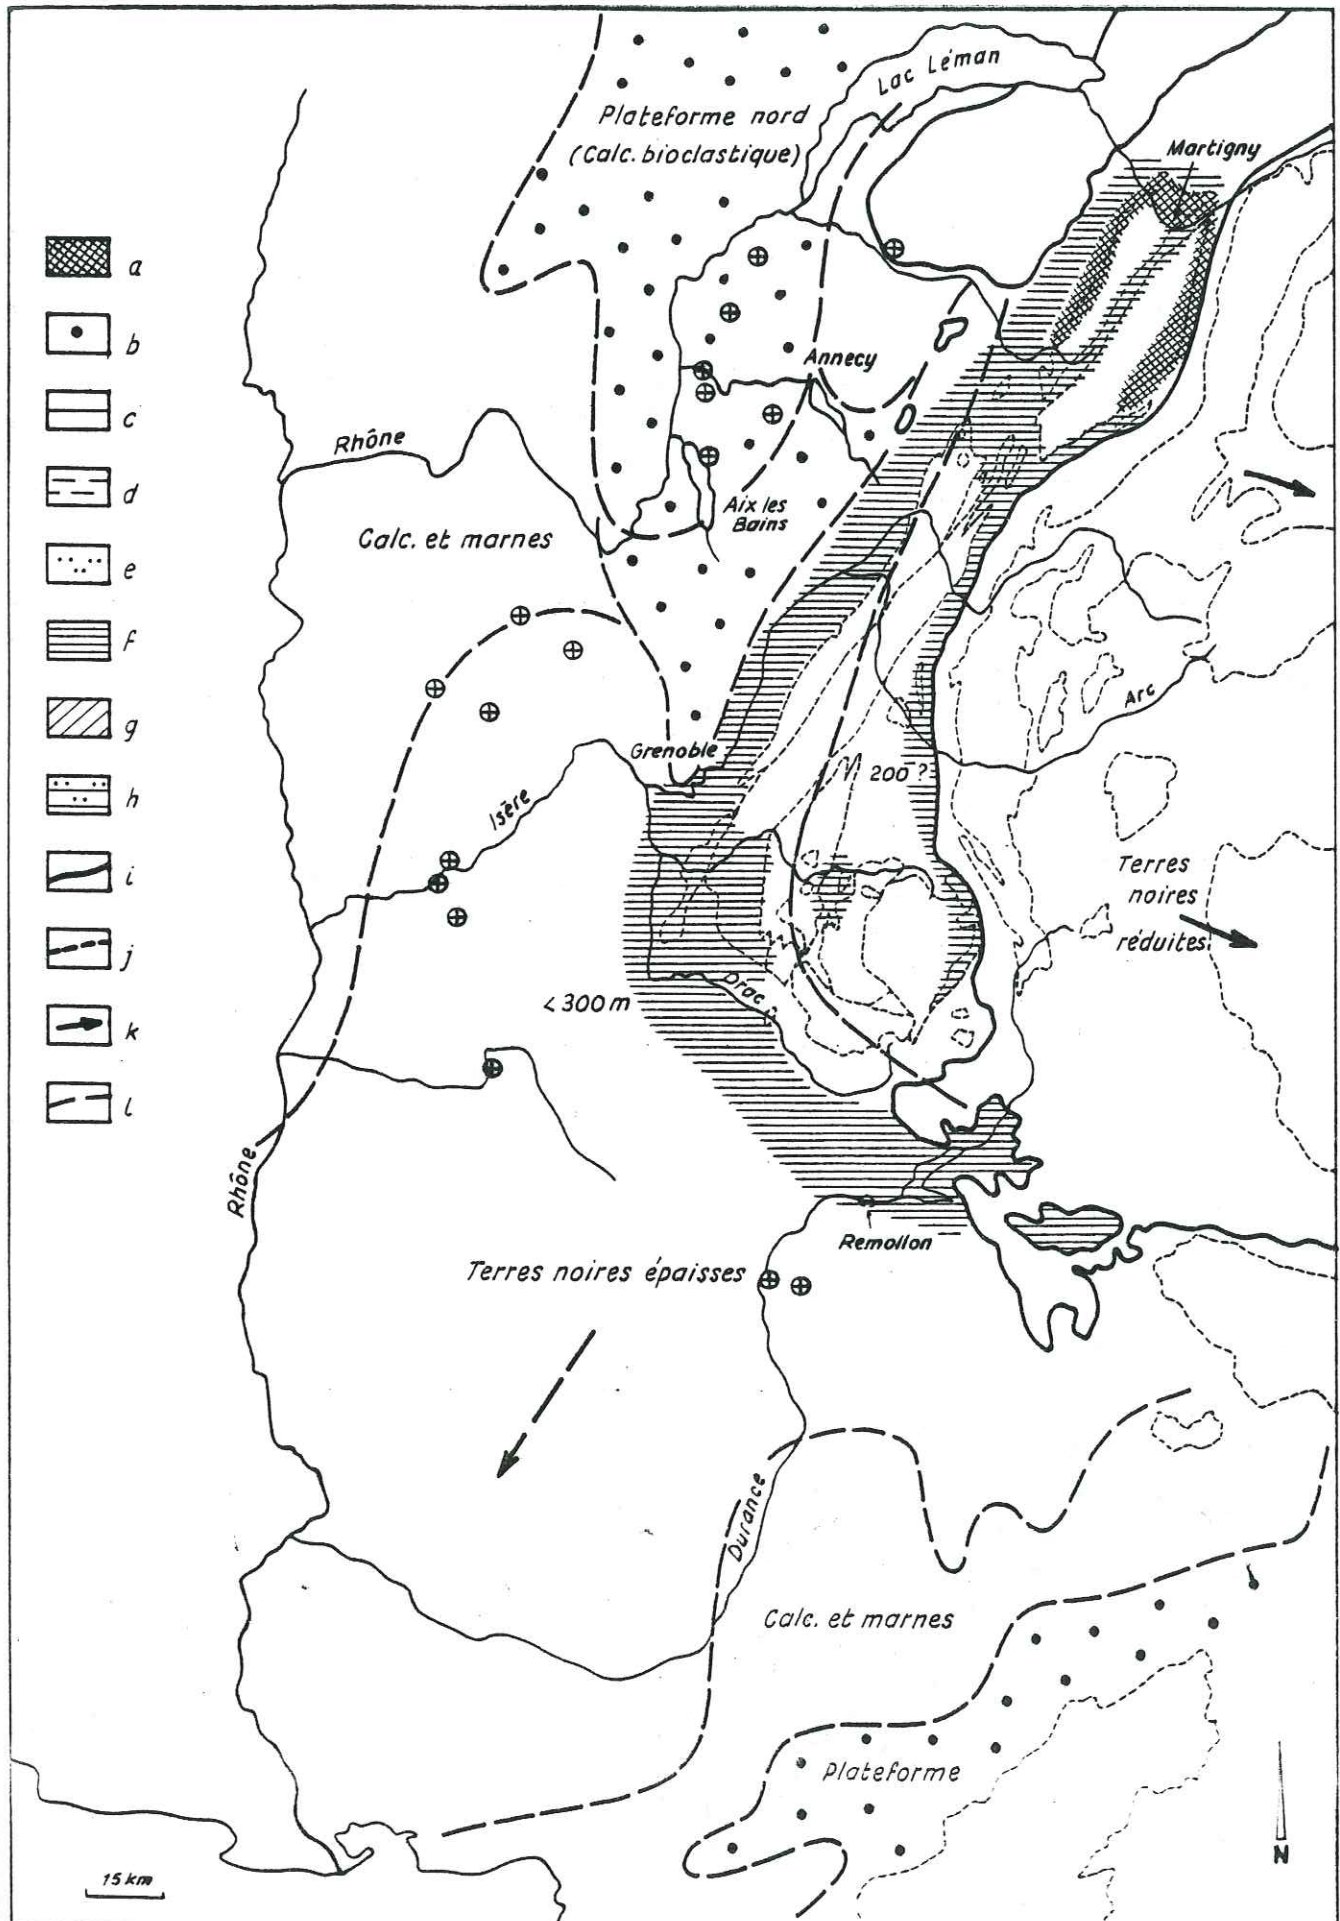 Lac Léman
Plateforme nord
(Calc. bioclastique)
Martigny
a
b
c
d
e
f
g
h
i
j
k
l
Annecy
Rhône
Aix les
Bains
Calc. et marnes
Arc
Grenoble
200 ?
Isère
Terres
noires
réduites
Drac
<300 m
Rhône
Remollon
Terres noires épaisses
Durance
Calc. et marnes
Plateforme
15 km
N